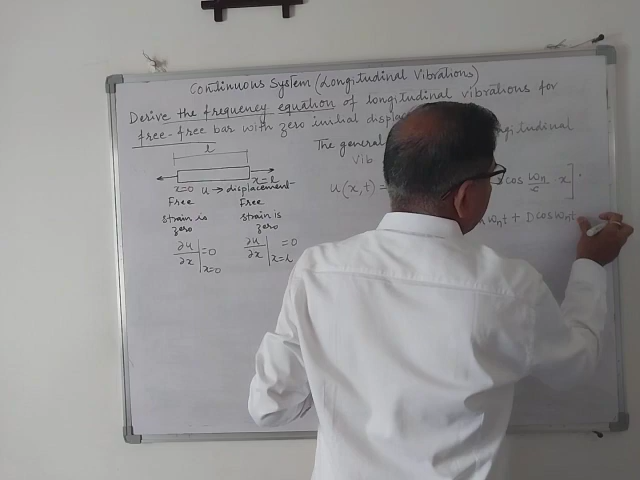 Continuous System (Longitudinal Vibrations)
Derive the frequency equation of longitudinal vibrations for
free-free bar with zero initial displac
The general longitudinal
Vib
l
x=0 u → displacement x=l
Free Free
strain is strain is
zero zero
∂u/∂x |x=0 =0 ∂u/∂x |x=l =0
u(x,t) = cos ωn/c · x ]·
ωnt + D cos ωnt